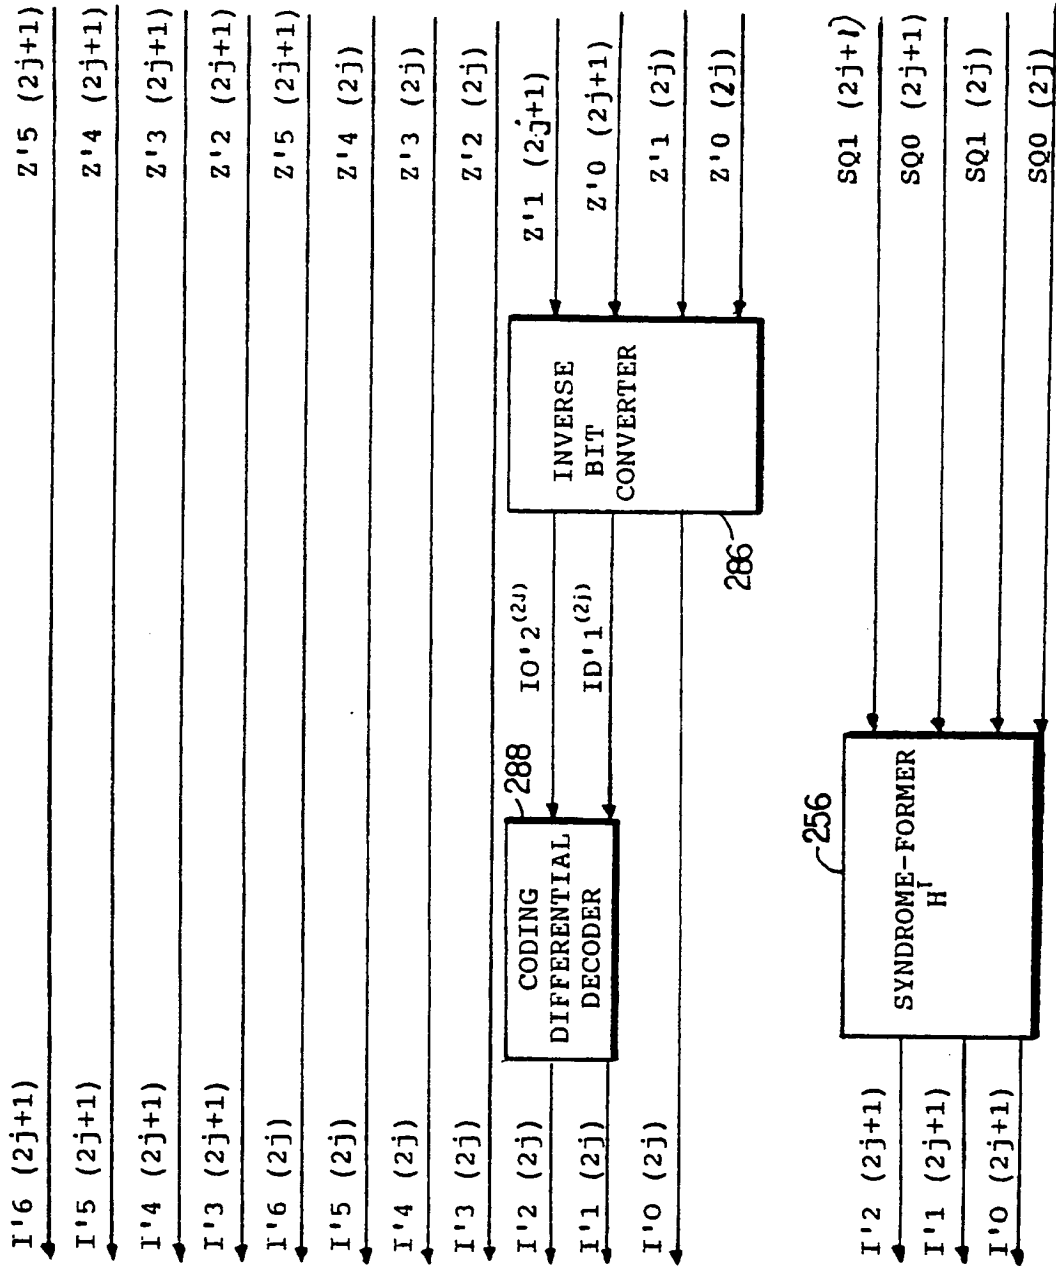 I'6 (2j+1)
Z'5 (2j+1)
I'5 (2j+1)
Z'4 (2j+1)
I'4 (2j+1)
Z'3 (2j+1)
I'3 (2j+1)
Z'2 (2j+1)
I'6 (2j)
Z'5 (2j+1)
I'5 (2j)
Z'4 (2j)
I'4 (2j)
Z'3 (2j)
I'3 (2j)
Z'2 (2j)
I'2 (2j)
288
CODING
DIFFERENTIAL
DECODER
IO'2(2J)
Z'1 (2j+1)
I'1 (2j)
ID'1(2j)
INVERSE
BIT
CONVERTER
Z'0 (2j+1)
I'0 (2j)
Z'1 (2j)
286
Z'0 (2j)
256
I'2 (2j+1)
SYNDROME-FORMER
H^T
SQ1 (2j+1)
I'1 (2j+1)
SQ0 (2j+1)
I'0 (2j+1)
SQ1 (2j)
SQ0 (2j)